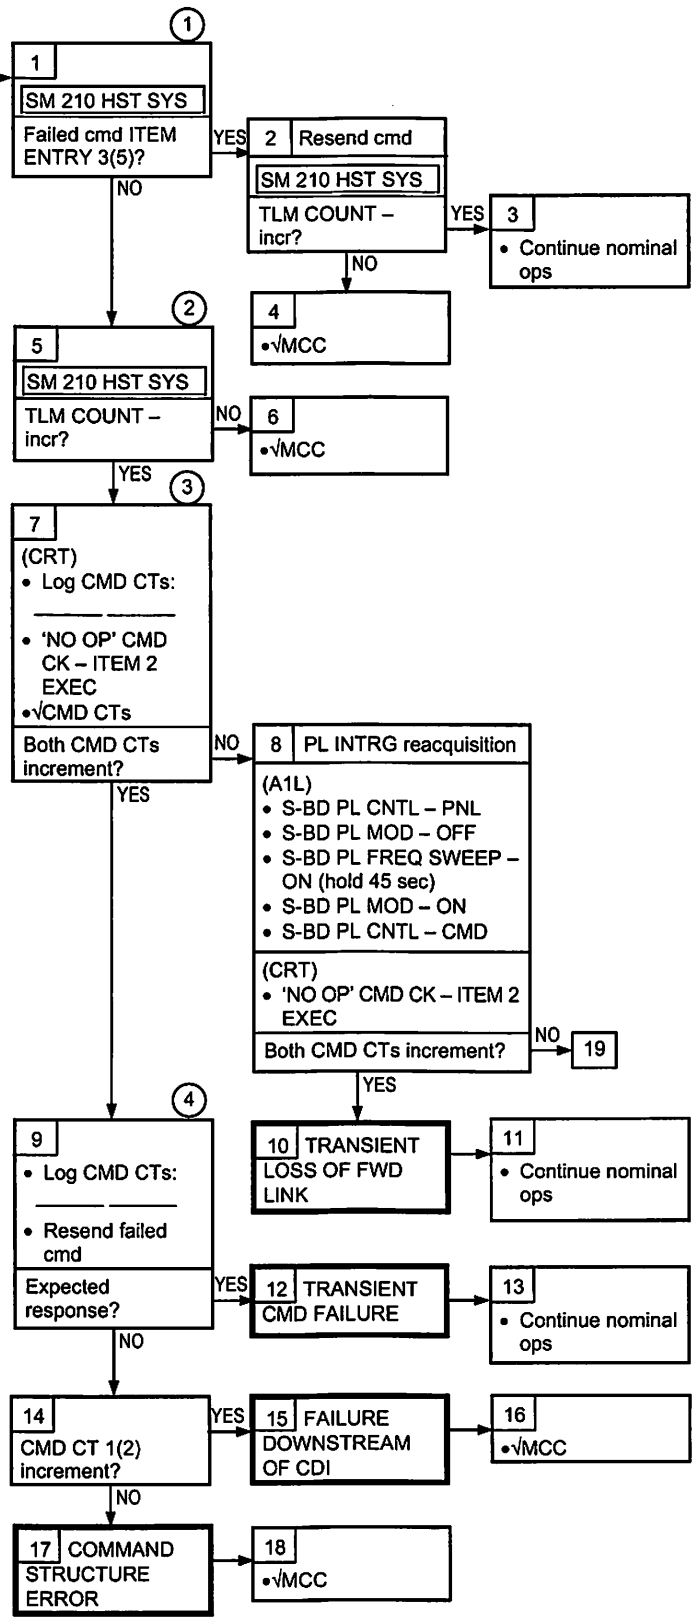 1
1
SM 210 HST SYS
Failed cmd ITEM
ENTRY 3(5)?
YES
2 Resend cmd
SM 210 HST SYS
TLM COUNT –
incr?
YES
3
• Continue nominal
ops
NO
NO
4
•√MCC
2
5
SM 210 HST SYS
TLM COUNT –
incr?
NO
6
•√MCC
YES
3
7
(CRT)
• Log CMD CTs:
• 'NO OP' CMD
CK – ITEM 2
EXEC
•√CMD CTs
Both CMD CTs
increment?
NO
8 PL INTRG reacquisition
(A1L)
• S-BD PL CNTL – PNL
• S-BD PL MOD – OFF
• S-BD PL FREQ SWEEP –
ON (hold 45 sec)
• S-BD PL MOD – ON
• S-BD PL CNTL – CMD
(CRT)
• 'NO OP' CMD CK – ITEM 2
EXEC
Both CMD CTs increment?
NO
19
YES
YES
4
9
• Log CMD CTs:
• Resend failed
cmd
Expected
response?
10 TRANSIENT
LOSS OF FWD
LINK
11
• Continue nominal
ops
YES
12 TRANSIENT
CMD FAILURE
13
• Continue nominal
ops
NO
14
CMD CT 1(2)
increment?
YES
15 FAILURE
DOWNSTREAM
OF CDI
16
•√MCC
NO
17 COMMAND
STRUCTURE
ERROR
18
•√MCC